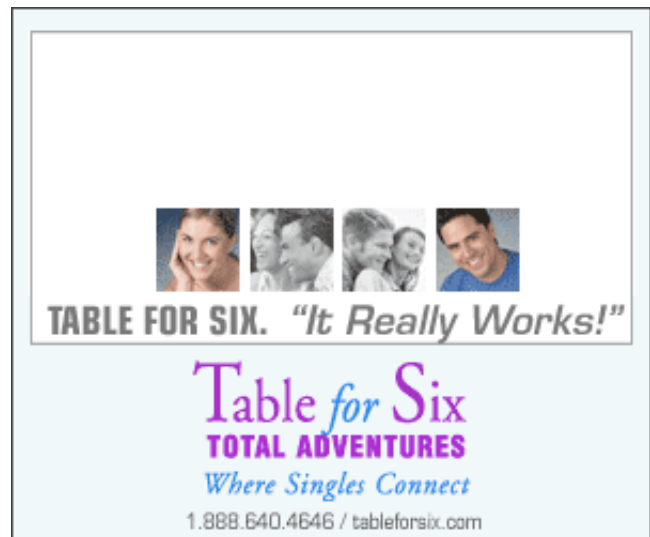 TABLE FOR SIX. “It Really Works!”
Table for Six
TOTAL ADVENTURES
Where Singles Connect
1.888.640.4646 / tableforsix.com